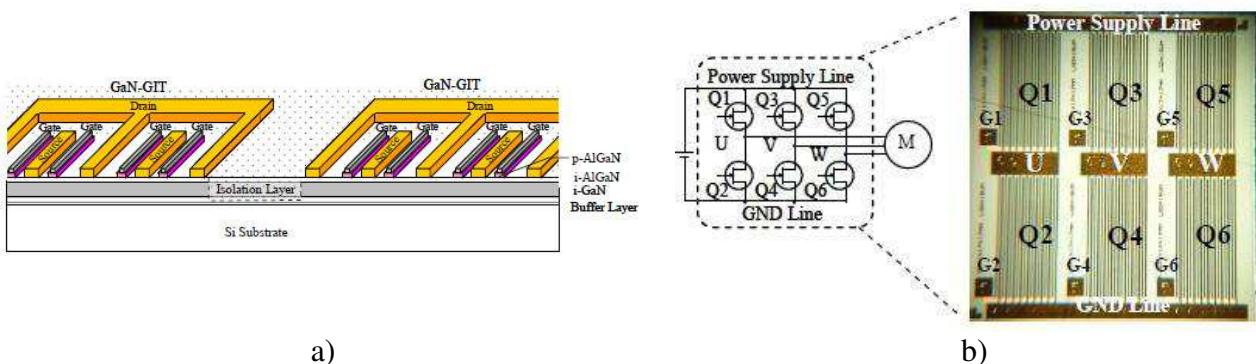 GaN-GIT
GaN-GIT
Drain
Drain
Gate
Gate
Gate
Gate
Gate
Gate
Gate
Gate
Source
Source
Source
Source
p-AlGaN
i-AlGaN
i-GaN
Isolation Layer
Buffer Layer
Si Substrate
a)
Power Supply Line
Q1
Q3
Q5
U
V
W
M
Q2
Q4
Q6
GND Line
Power Supply Line
Q1
Q3
Q5
G1
G3
G5
U
V
W
Q2
Q4
Q6
G2
G4
G6
GND Line
b)